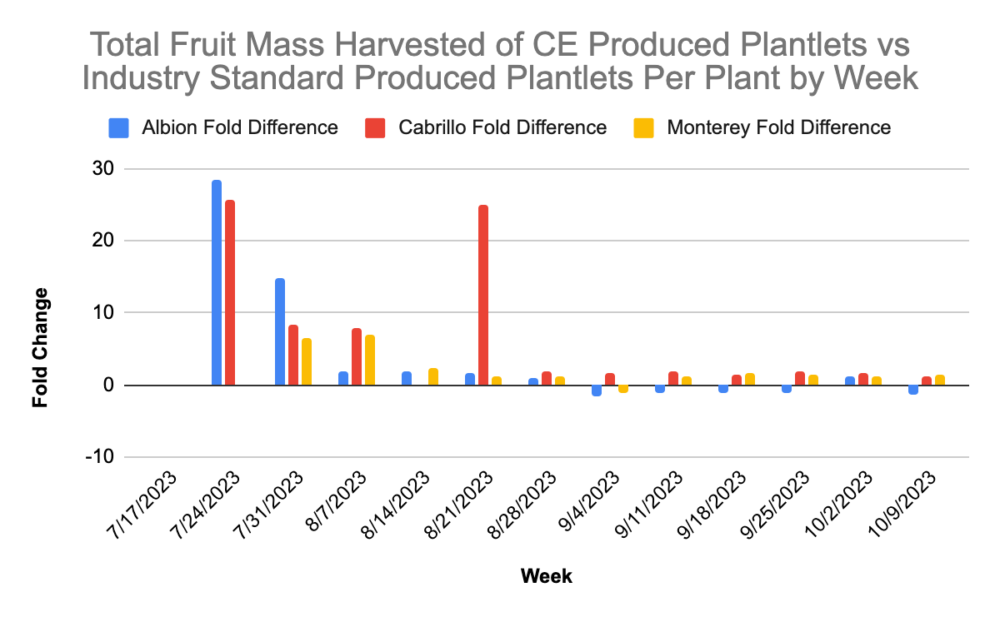 Total Fruit Mass Harvested of CE Produced Plantlets vs
Industry Standard Produced Plantlets Per Plant by Week
Albion Fold Difference
Cabrillo Fold Difference
Monterey Fold Difference
30
20
10
0
-10
Fold Change
7/17/2023
7/24/2023
7/31/2023
8/7/2023
8/14/2023
8/21/2023
8/28/2023
9/4/2023
9/11/2023
9/18/2023
9/25/2023
10/2/2023
10/9/2023
Week